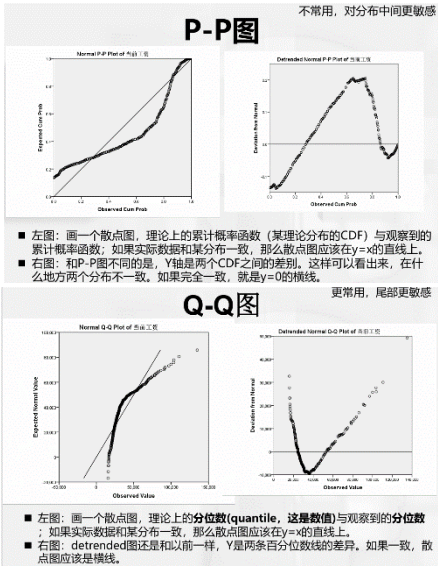 不常用，对分布中间更敏感
P-P图
Normal P-P Plot of 当前工资
Detrended Normal P-P Plot of 当前工资
Expected Cum Prob
Observed Cum Prob
Deviation from Normal
Observed Cum Prob
■ 左图：画一个散点图，理论上的累计概率函数（某理论分布的CDF）与观察到的
累计概率函数；如果实际数据和某分布一致，那么散点图应该在y=x的直线上。
■ 右图：和P-P图不同的是，Y轴是两个CDF之间的差别。这样可以看出来，在什
么地方两个分布不一致。如果完全一致，就是y=0的横线。
更常用，尾部更敏感
Q-Q图
Normal Q-Q Plot of 当前工资
Detrended Normal Q-Q Plot of 当前工资
Expected Normal Value
Observed Value
Deviation from Normal
Observed Value
■ 左图：画一个散点图，理论上的分位数(quantile，这是数值)与观察到的分位数
；如果实际数据和某分布一致，那么散点图应该在y=x的直线上。
■ 右图：detrended图还是和以前一样，Y是两条百分位数线的差异。如果一致，散
点图应该是横线。